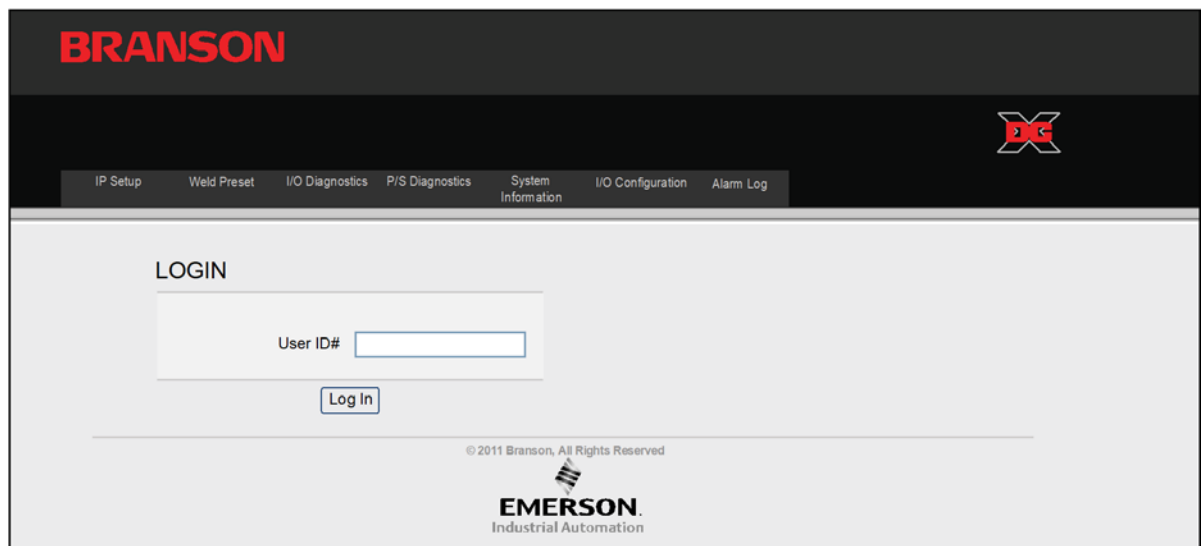 BRANSON
DCX
IP Setup
Weld Preset
I/O Diagnostics
P/S Diagnostics
System
Information
I/O Configuration
Alarm Log
LOGIN
User ID#
Log In
© 2011 Branson, All Rights Reserved
EMERSON.
Industrial Automation